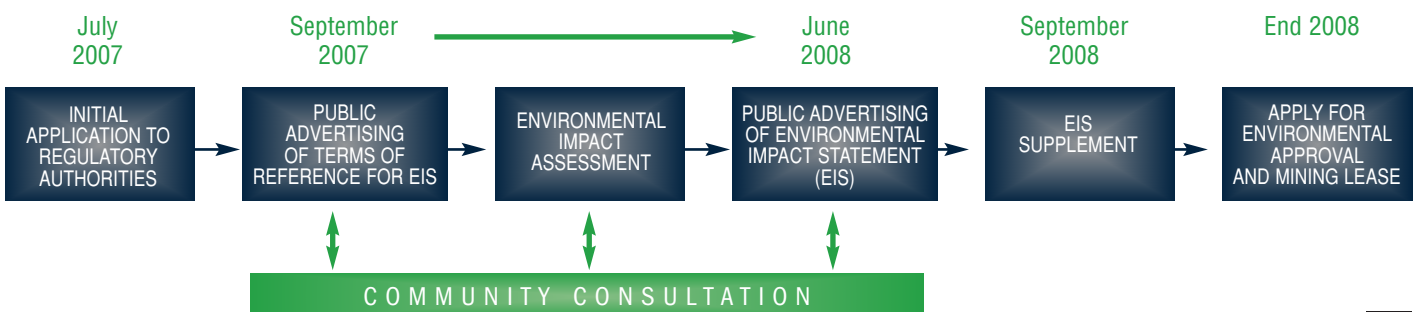 July
2007
September
2007
June
2008
September
2008
End 2008
INITIAL
APPLICATION TO
REGULATORY
AUTHORITIES
PUBLIC
ADVERTISING
OF TERMS OF
REFERENCE FOR EIS
ENVIRONMENTAL
IMPACT
ASSESSMENT
PUBLIC ADVERTISING
OF ENVIRONMENTAL
IMPACT STATEMENT
(EIS)
EIS
SUPPLEMENT
APPLY FOR
ENVIRONMENTAL
APPROVAL
AND MINING LEASE
COMMUNITY CONSULTATION